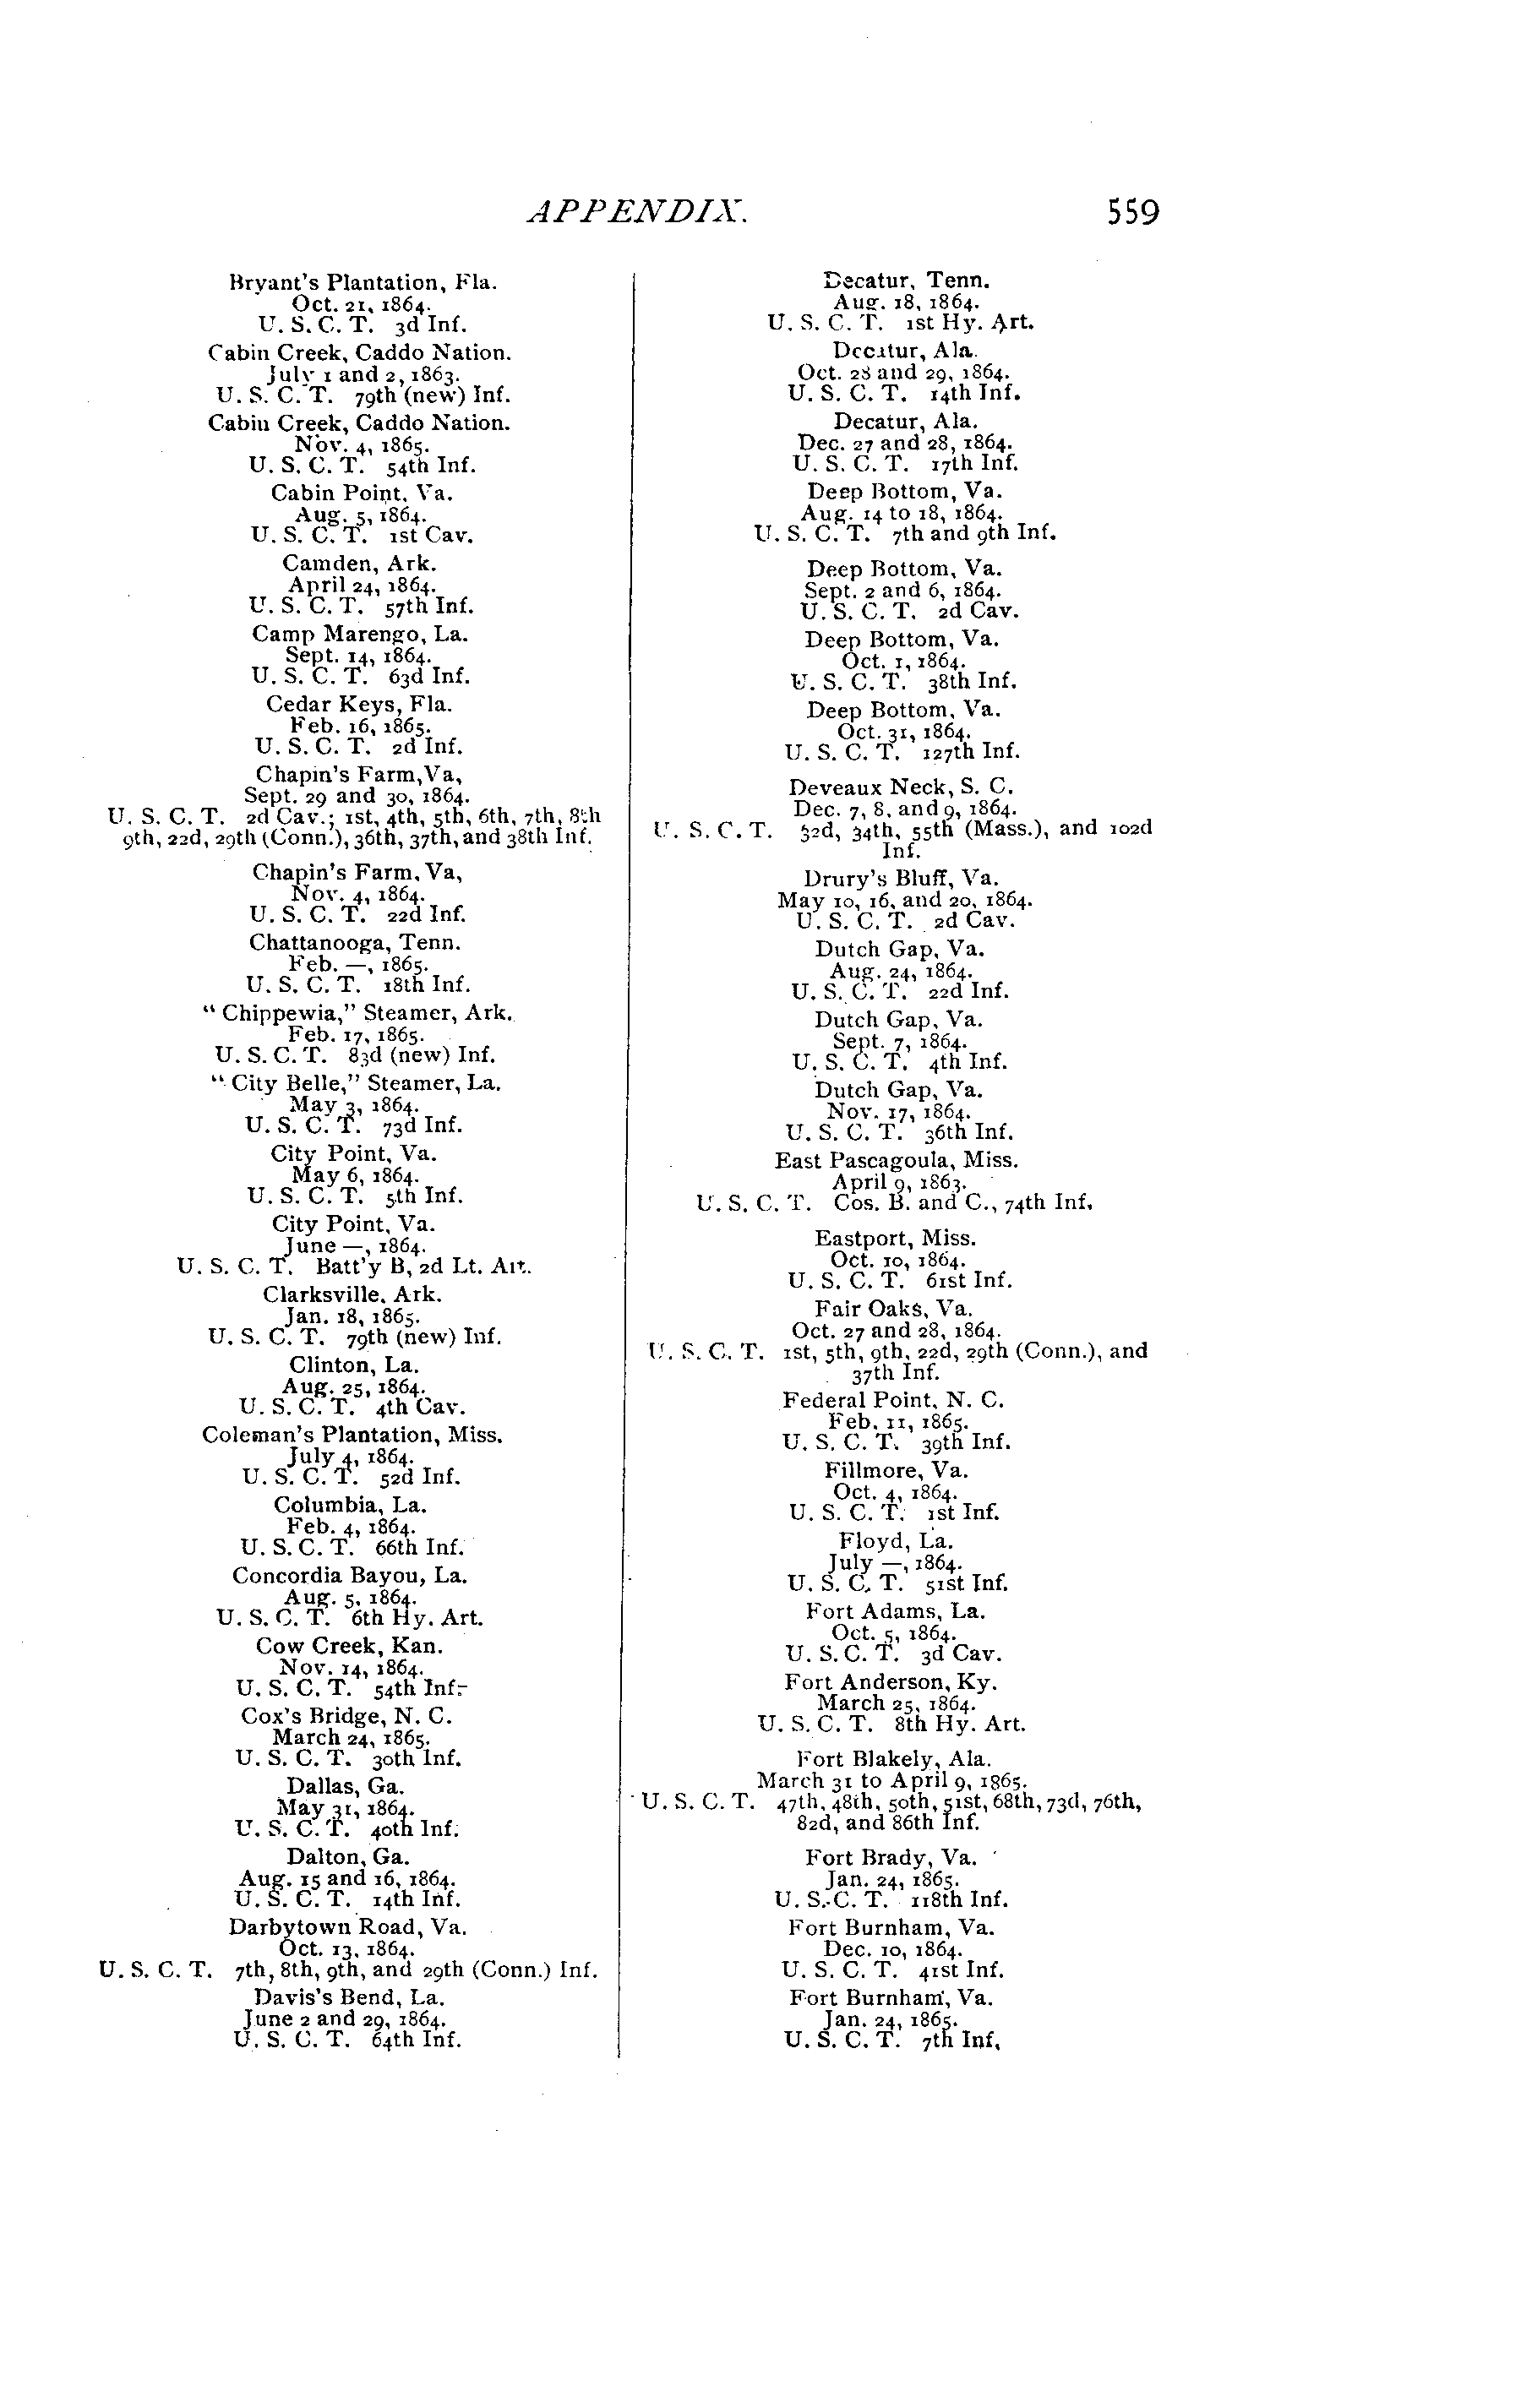 APPENDIX.
559
Bryant's Plantation, Fla.
Oct. 21, 1864.
U. S. C. T. 3d Inf.
Cabin Creek, Caddo Nation.
July 1 and 2, 1863.
U. S. C. T. 79th (new) Inf.
Cabin Creek, Caddo Nation.
Nov. 4, 1865.
U. S. C. T. 54th Inf.
Cabin Point, Va.
Aug. 5, 1864.
U. S. C. T. 1st Cav.
Camden, Ark.
April 24, 1864.
U. S. C. T. 57th Inf.
Camp Marengo, La.
Sept. 14, 1864.
U. S. C. T. 63d Inf.
Cedar Keys, Fla.
Feb. 16, 1865.
U. S. C. T. 2d Inf.
Chapin's Farm, Va,
Sept. 29 and 30, 1864.
U. S. C. T. 2d Cav.; 1st, 4th, 5th, 6th, 7th, 8th
9th, 22d, 29th (Conn.), 36th, 37th, and 38th Inf.
Chapin's Farm, Va,
Nov. 4, 1864.
U. S. C. T. 22d Inf.
Chattanooga, Tenn.
Feb. —, 1865.
U. S. C. T. 18th Inf.
"Chippewia," Steamer, Ark.
Feb. 17, 1865.
U. S. C. T. 83d (new) Inf.
"City Belle," Steamer, La.
May 3, 1864.
U. S. C. T. 73d Inf.
City Point, Va.
May 6, 1864.
U. S. C. T. 5th Inf.
City Point, Va.
June —, 1864.
U. S. C. T. Batt'y B, 2d Lt. Art.
Clarksville, Ark.
Jan. 18, 1865.
U. S. C. T. 79th (new) Inf.
Clinton, La.
Aug. 25, 1864.
U. S. C. T. 4th Cav.
Coleman's Plantation, Miss.
July 4, 1864.
U. S. C. T. 52d Inf.
Columbia, La.
Feb. 4, 1864.
U. S. C. T. 66th Inf.
Concordia Bayou, La.
Aug. 5, 1864.
U. S. C. T. 6th Hy. Art.
Cow Creek, Kan.
Nov. 14, 1864.
U. S. C. T. 54th Inf.
Cox's Bridge, N. C.
March 24, 1865.
U. S. C. T. 30th Inf.
Dallas, Ga.
May 31, 1864.
U. S. C. T. 40th Inf.
Dalton, Ga.
Aug. 15 and 16, 1864.
U. S. C. T. 14th Inf.
Darbytown Road, Va.
Oct. 13, 1864.
U. S. C. T. 7th, 8th, 9th, and 29th (Conn.) Inf.
Davis's Bend, La.
June 2 and 29, 1864.
U. S. C. T. 64th Inf.
Decatur, Tenn.
Aug. 18, 1864.
U. S. C. T. 1st Hy. Art.
Decatur, Ala.
Oct. 28 and 29, 1864.
U. S. C. T. 14th Inf.
Decatur, Ala.
Dec. 27 and 28, 1864.
U. S. C. T. 17th Inf.
Deep Bottom, Va.
Aug. 14 to 18, 1864.
U. S. C. T. 7th and 9th Inf.
Deep Bottom, Va.
Sept. 2 and 6, 1864.
U. S. C. T. 2d Cav.
Deep Bottom, Va.
Oct. 1, 1864.
U. S. C. T. 38th Inf.
Deep Bottom, Va.
Oct. 31, 1864.
U. S. C. T. 127th Inf.
Deveaux Neck, S. C.
Dec. 7, 8, and 9, 1864.
U. S. C. T. 32d, 34th, 55th (Mass.), and 102d
Inf.
Drury's Bluff, Va.
May 10, 16, and 20, 1864.
U. S. C. T. 2d Cav.
Dutch Gap, Va.
Aug. 24, 1864.
U. S. C. T. 22d Inf.
Dutch Gap, Va.
Sept. 7, 1864.
U. S. C. T. 4th Inf.
Dutch Gap, Va.
Nov. 17, 1864.
U. S. C. T. 36th Inf.
East Pascagoula, Miss.
April 9, 1863.
U. S. C. T. Cos. B. and C., 74th Inf.
Eastport, Miss.
Oct. 10, 1864.
U. S. C. T. 61st Inf.
Fair Oaks, Va.
Oct. 27 and 28, 1864.
U. S. C. T. 1st, 5th, 9th, 22d, 29th (Conn.), and
37th Inf.
Federal Point, N. C.
Feb. 11, 1865.
U. S. C. T. 39th Inf.
Fillmore, Va.
Oct. 4, 1864.
U. S. C. T. 1st Inf.
Floyd, La.
July —, 1864.
U. S. C. T. 51st Inf.
Fort Adams, La.
Oct. 5, 1864.
U. S. C. T. 3d Cav.
Fort Anderson, Ky.
March 25, 1864.
U. S. C. T. 8th Hy. Art.
Fort Blakely, Ala.
March 31 to April 9, 1865.
U. S. C. T. 47th, 48th, 50th, 51st, 68th, 73d, 76th,
82d, and 86th Inf.
Fort Brady, Va.
Jan. 24, 1865.
U. S. C. T. 118th Inf.
Fort Burnham, Va.
Dec. 10, 1864.
U. S. C. T. 41st Inf.
Fort Burnham, Va.
Jan. 24, 1865.
U. S. C. T. 7th Inf.